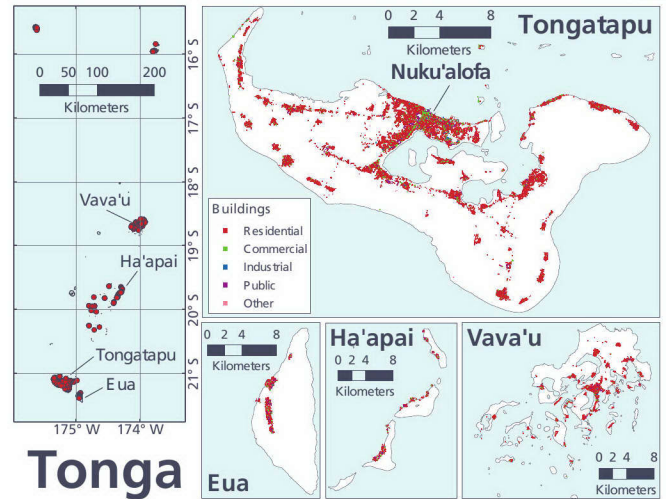 0 50 100 200
Kilometers
16° S
17° S
18° S
19° S
20° S
21° S
175° W 174° W
Vava'u
Ha'apai
Tongatapu
Eua
Tonga
Tongatapu
0 2 4 8
Kilometers
Nuku'alofa
Buildings
Residential
Commercial
Industrial
Public
Other
0 2 4 8
Kilometers
Eua
Ha'apai
0 2 4 8
Kilometers
Vava'u
0 2 4 8
Kilometers